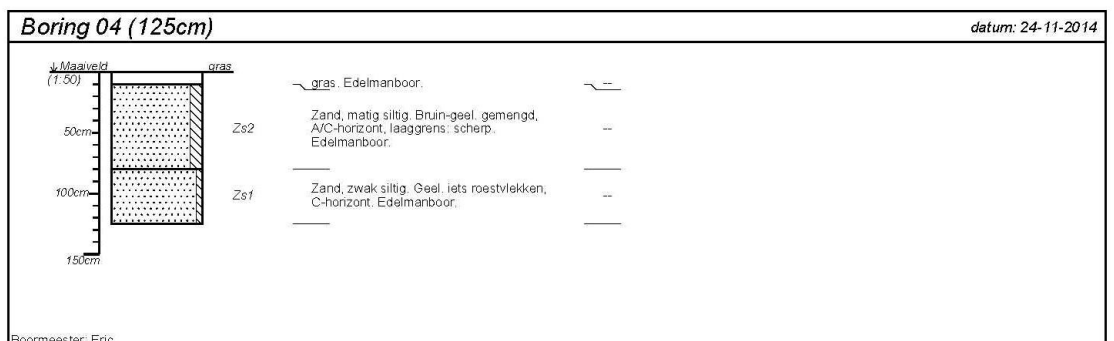 Boring 04 (125cm)
datum: 24-11-2014
Maaiveld
gras
(1:50)
gras. Edelmanboor.
--
50cm
Zs2
Zand, matig siltig. Bruin-geel. gemengd,
A/C-horizont, laaggrens: scherp.
Edelmanboor.
--
100cm
Zs1
Zand, zwak siltig. Geel. iets roestvlekken,
C-horizont. Edelmanboor.
--
150cm
Boormeester: Eric